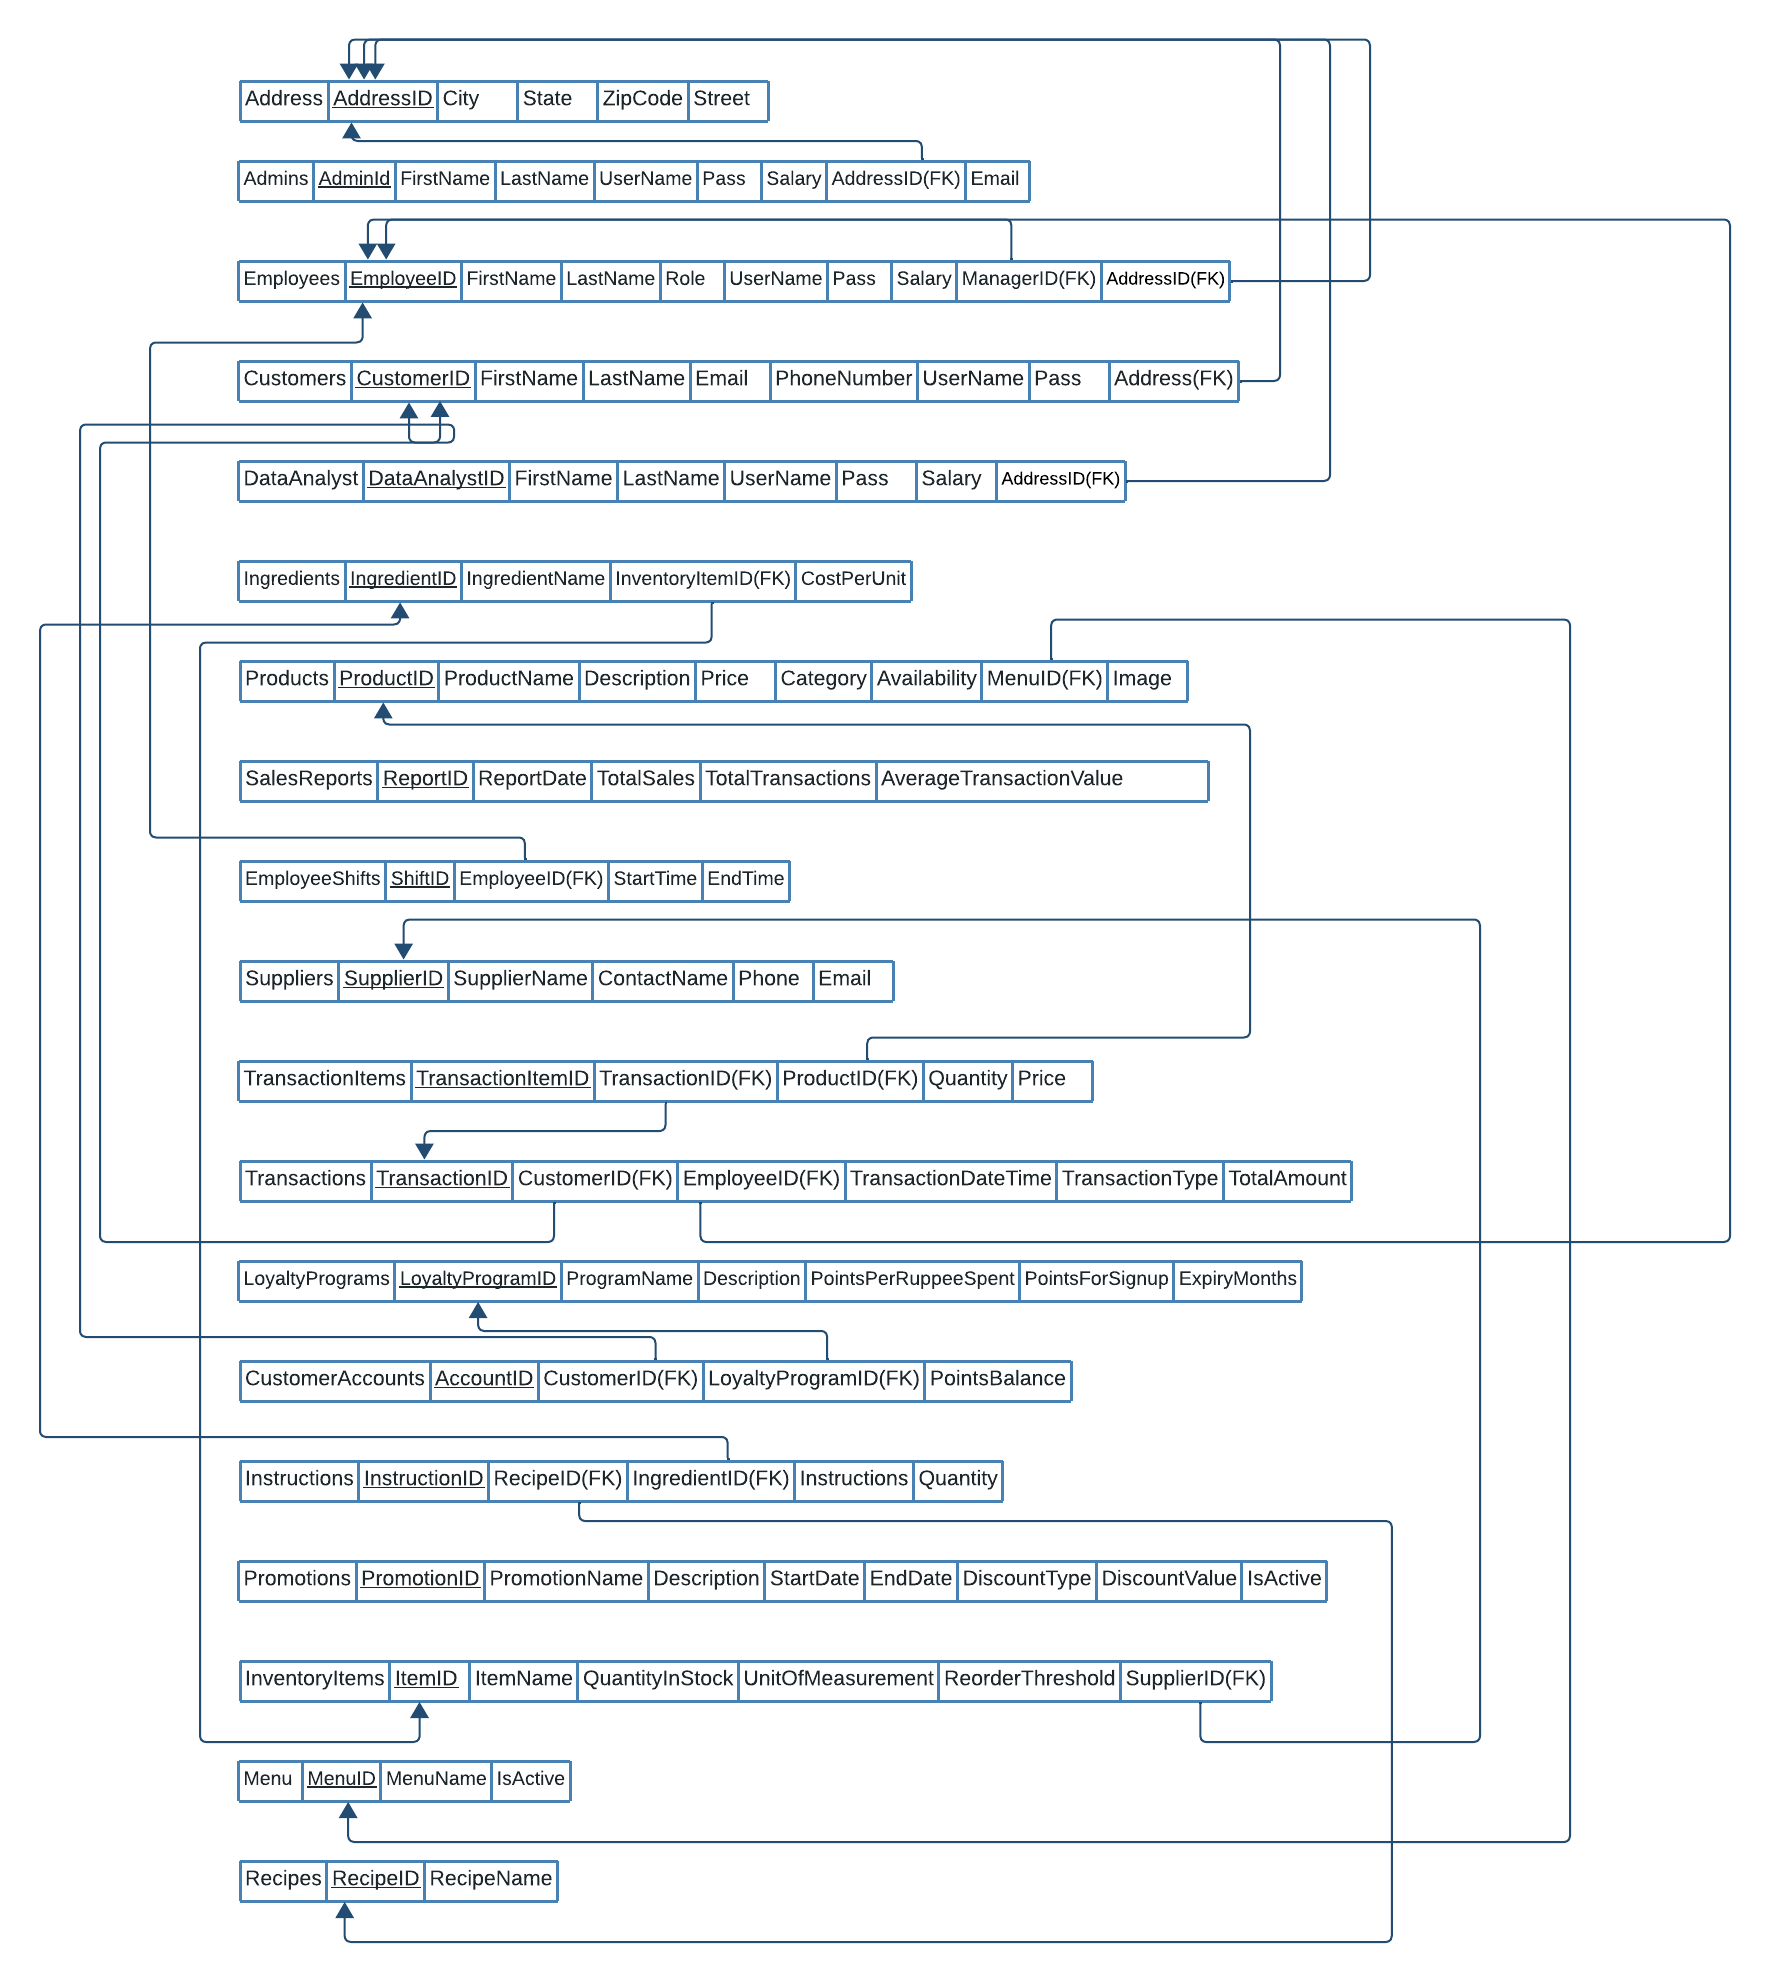 Address AddressID City State ZipCode Street
Admins AdminId FirstName LastName UserName Pass Salary AddressID(FK) Email
Employees EmployeeID FirstName LastName Role UserName Pass Salary ManagerID(FK) AddressID(FK)
Customers CustomerID FirstName LastName Email PhoneNumber UserName Pass Address(FK)
DataAnalyst DataAnalystID FirstName LastName UserName Pass Salary AddressID(FK)
Ingredients IngredientID IngredientName InventoryItemID(FK) CostPerUnit
Products ProductID ProductName Description Price Category Availability MenuID(FK) Image
SalesReports ReportID ReportDate TotalSales TotalTransactions AverageTransactionValue
EmployeeShifts ShiftID EmployeeID(FK) StartTime EndTime
Suppliers SupplierID SupplierName ContactName Phone Email
TransactionItems TransactionItemID TransactionID(FK) ProductID(FK) Quantity Price
Transactions TransactionID CustomerID(FK) EmployeeID(FK) TransactionDateTime TransactionType TotalAmount
LoyaltyPrograms LoyaltyProgramID ProgramName Description PointsPerRuppeeSpent PointsForSignup ExpiryMonths
CustomerAccounts AccountID CustomerID(FK) LoyaltyProgramID(FK) PointsBalance
Instructions InstructionID RecipeID(FK) IngredientID(FK) Instructions Quantity
Promotions PromotionID PromotionName Description StartDate EndDate DiscountType DiscountValue IsActive
InventoryItems ItemID ItemName QuantityInStock UnitOfMeasurement ReorderThreshold SupplierID(FK)
Menu MenuID MenuName IsActive
Recipes RecipeID RecipeName